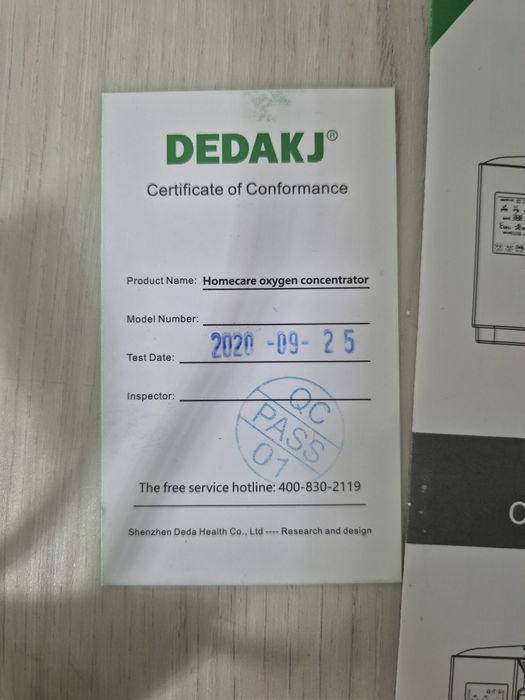 DEDAKJ®
Certificate of Conformance
Product Name: Homecare oxygen concentrator
Model Number:
Test Date: 2020 -09- 25
Inspector:
QC
PASS
01
The free service hotline: 400-830-2119
Shenzhen Deda Health Co., Ltd ---- Research and design